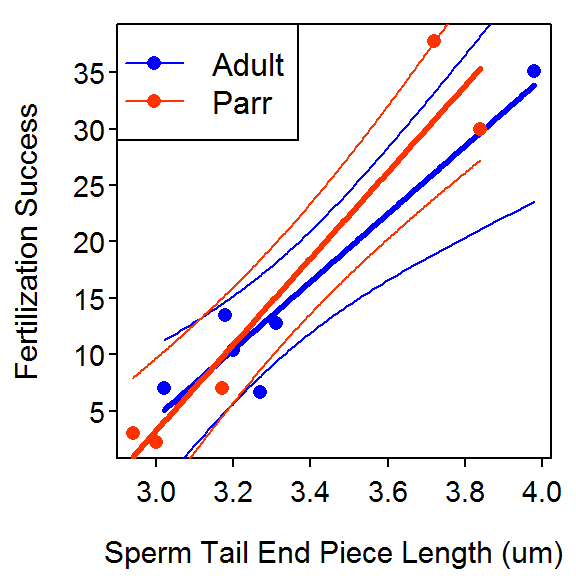 Adult
Parr
Fertilization Success
35
30
25
20
15
10
5
3.0 3.2 3.4 3.6 3.8 4.0
Sperm Tail End Piece Length (um)